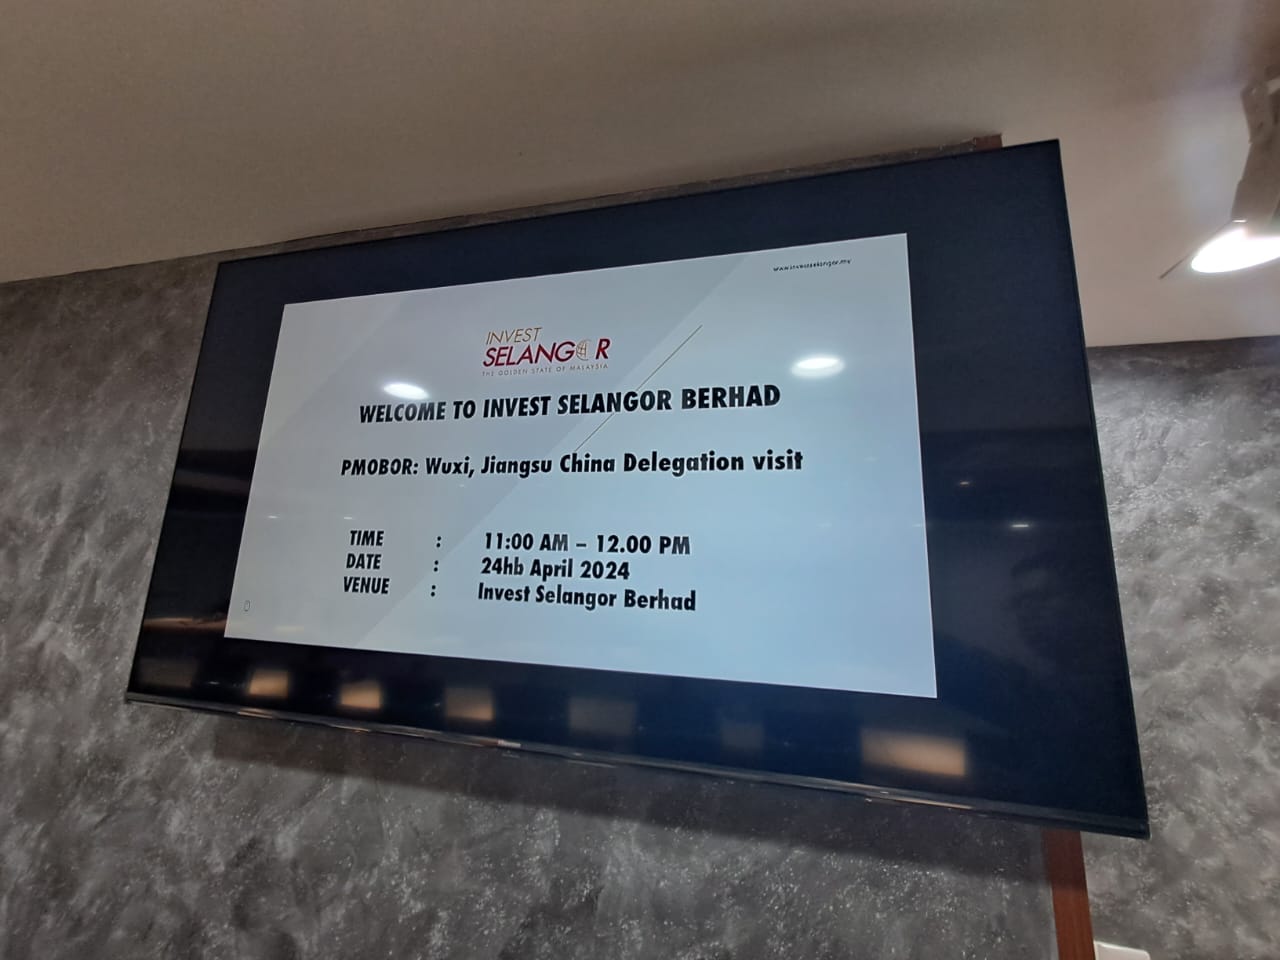 www.investselangor.my
INVEST
SELANGOR
THE GOLDEN STATE OF MALAYSIA
WELCOME TO INVEST SELANGOR BERHAD
PMOBOR: Wuxi, Jiangsu China Delegation visit
TIME : 11:00 AM – 12.00 PM
DATE : 24hb April 2024
VENUE : Invest Selangor Berhad
Hisense